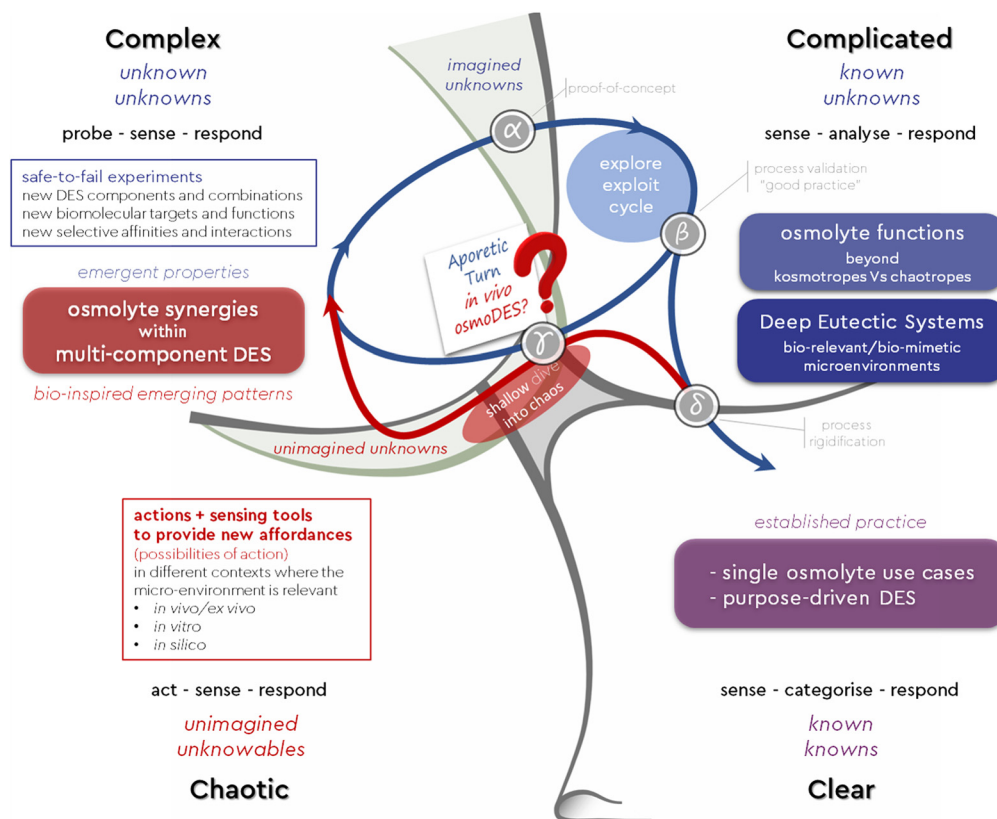 Complex
unknown
unknowns
probe - sense - respond
safe-to-fail experiments
new DES components and combinations
new biomolecular targets and functions
new selective affinities and interactions
emergent properties
osmolyte synergies
within
multi-component DES
bio-inspired emerging patterns
imagined
unknowns
α
proof-of-concept
explore
exploit
cycle
Aporetic
Turn
in vivo
osmoDES?
?
γ
shallow dive
into chaos
unimagined unknowns
Complicated
known
unknowns
sense - analyse - respond
process validation
"good practice"
β
osmolyte functions
beyond
kosmotropes Vs chaotropes
Deep Eutectic Systems
bio-relevant/bio-mimetic
microenvironments
δ
process
rigidification
actions + sensing tools
to provide new affordances
(possibilities of action)
in different contexts where the
micro-environment is relevant
• in vivo/ex vivo
• in vitro
• in silico
act - sense - respond
unimagined
unknowables
Chaotic
established practice
- single osmolyte use cases
- purpose-driven DES
sense - categorise - respond
known
knowns
Clear